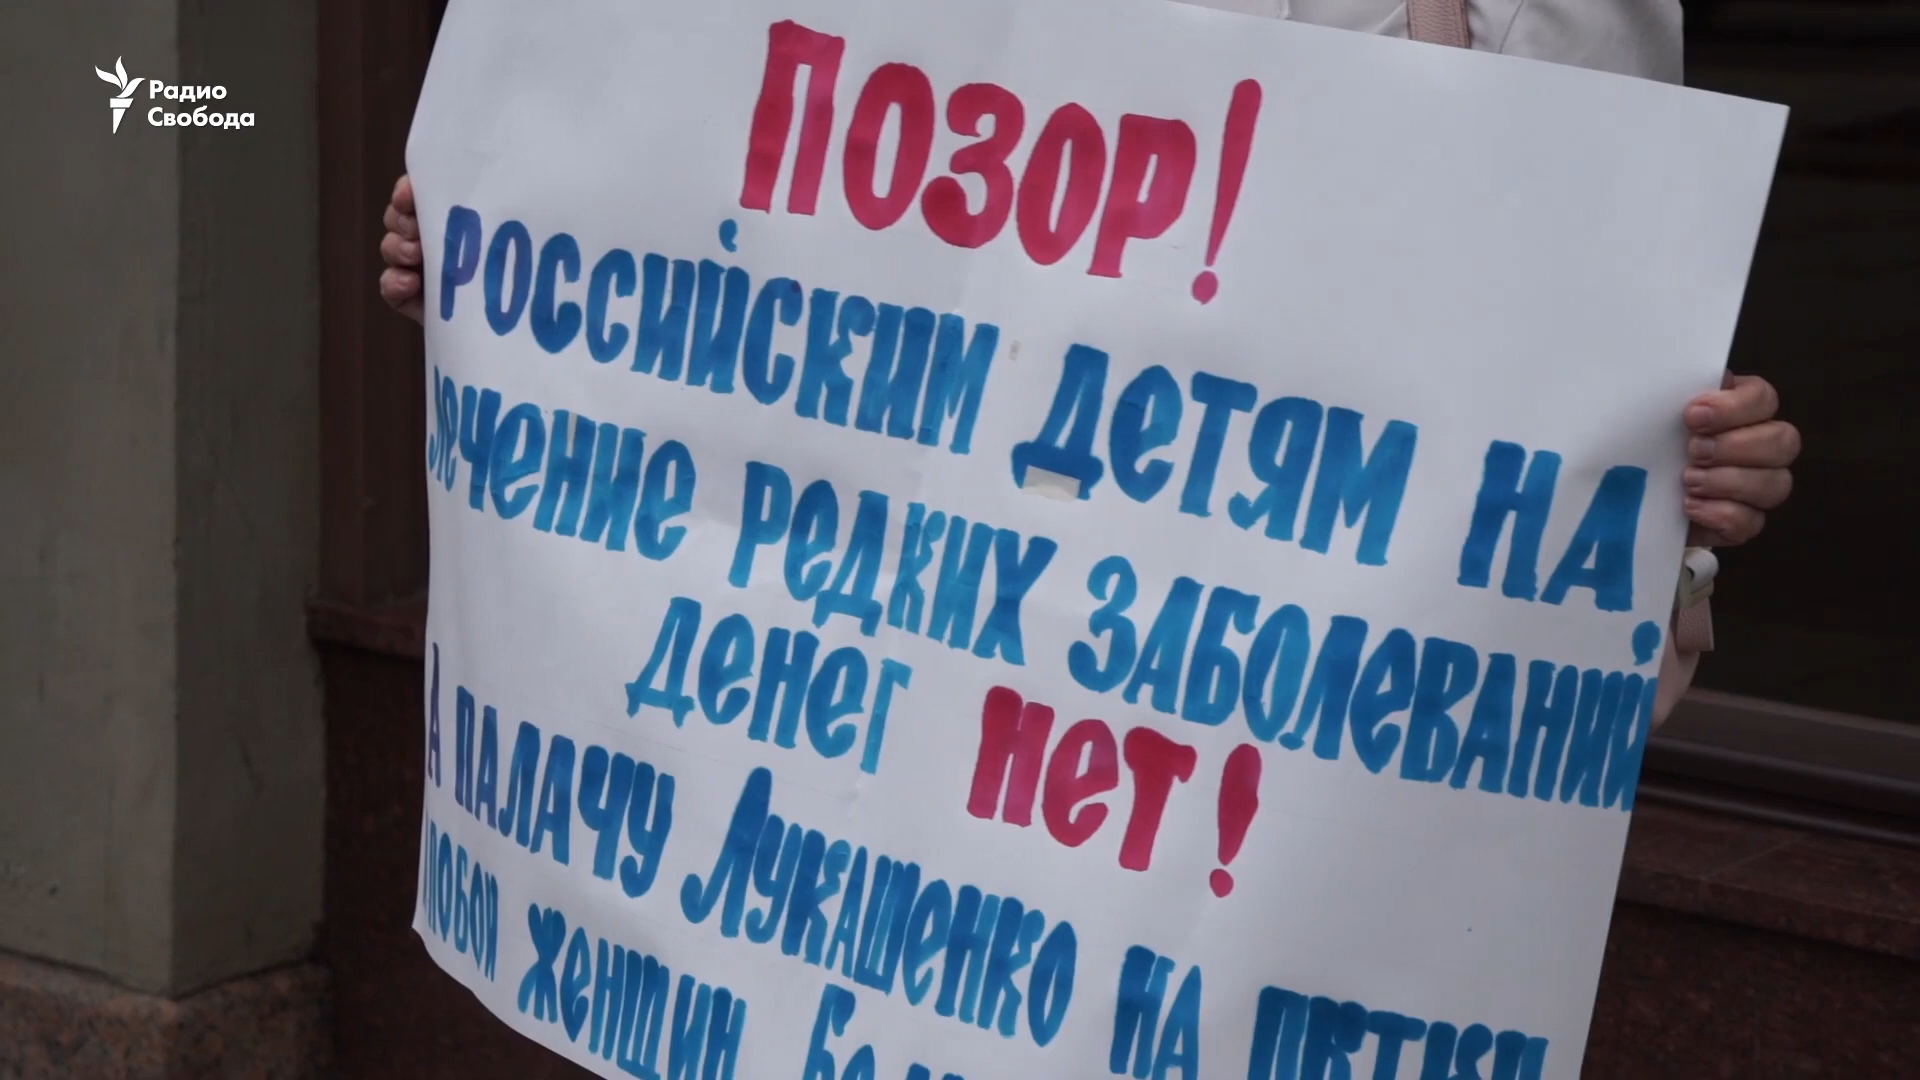 Радио
Свобода
ПОЗОР!
РОССИЙСКИМ ДЕТЯМ НА
ЛЕЧЕНИЕ РЕДКИХ ЗАБОЛЕВАНИЙ
ДЕНЕГ НЕТ!
А ПАЛАЧУ ЛУКАШЕНКО НА
ЖЕНЩИН